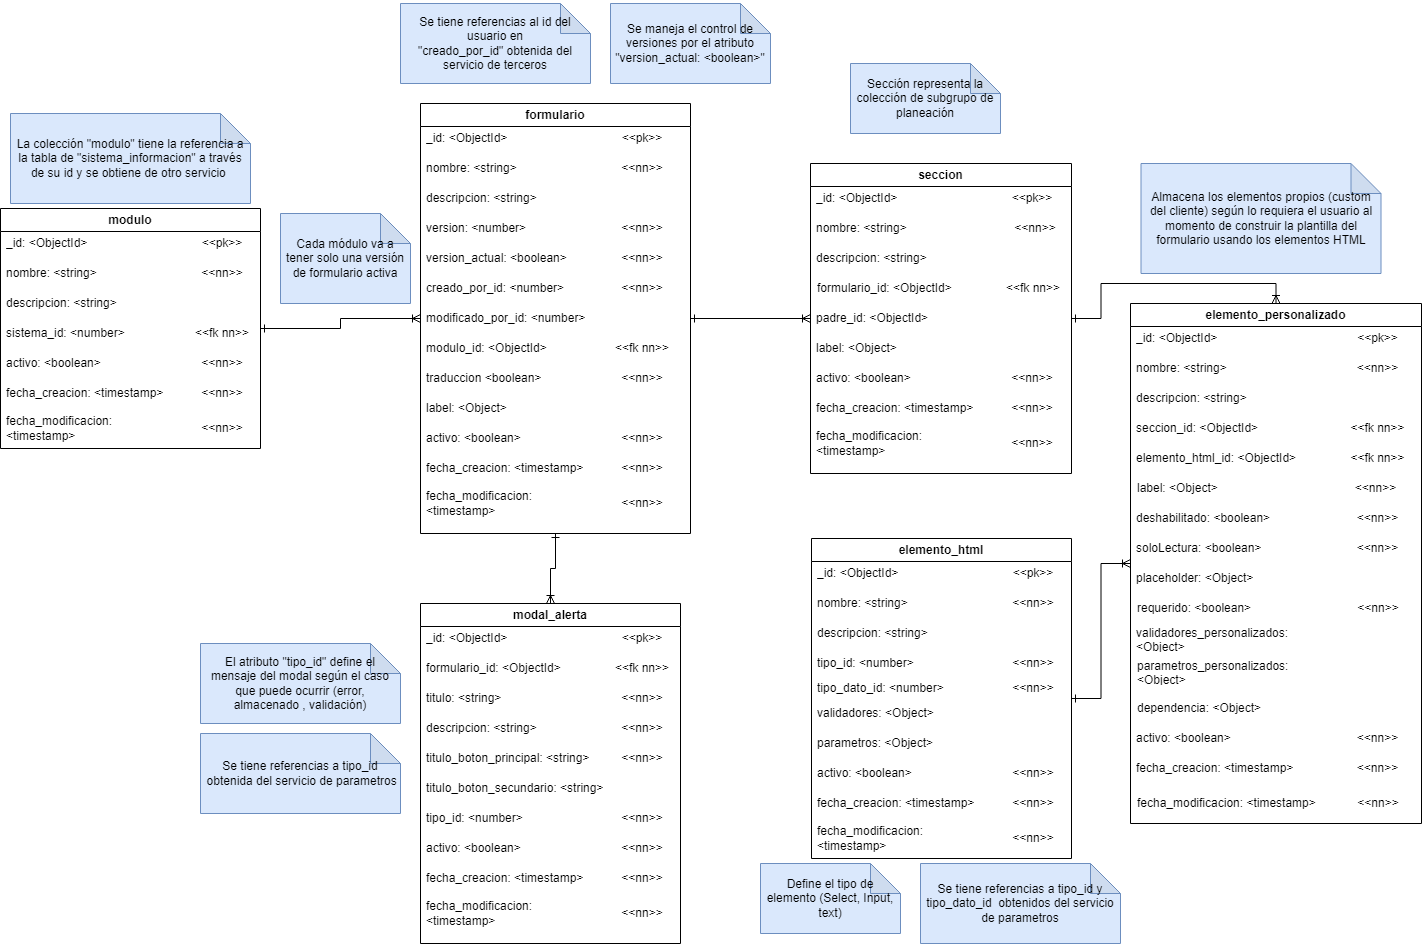 Se tiene referencias al id del
usuario en
"creado_por_id" obtenida del
servicio de terceros
Se maneja el control de
versiones por el atributo
"version_actual: <boolean>"
Sección representa la
colección de subgrupo de
planeación
La colección "modulo" tiene la referencia a
la tabla de "sistema_informacion" a través
de su id y se obtiene de otro servicio
Cada módulo va a
tener solo una versión
de formulario activa
Almacena los elementos propios (custom
del cliente) según lo requiera el usuario al
momento de construir la plantilla del
formulario usando los elementos HTML
modulo
_id: <ObjectId> <<pk>>
nombre: <string> <<nn>>
descripcion: <string>
sistema_id: <number> <<fk nn>>
activo: <boolean> <<nn>>
fecha_creacion: <timestamp> <<nn>>
fecha_modificacion:
<timestamp> <<nn>>
formulario
_id: <ObjectId> <<pk>>
nombre: <string> <<nn>>
descripcion: <string>
version: <number> <<nn>>
version_actual: <boolean> <<nn>>
creado_por_id: <number> <<nn>>
modificado_por_id: <number>
modulo_id: <ObjectId> <<fk nn>>
traduccion <boolean> <<nn>>
label: <Object>
activo: <boolean> <<nn>>
fecha_creacion: <timestamp> <<nn>>
fecha_modificacion:
<timestamp> <<nn>>
seccion
_id: <ObjectId> <<pk>>
nombre: <string> <<nn>>
descripcion: <string>
formulario_id: <ObjectId> <<fk nn>>
padre_id: <ObjectId>
label: <Object>
activo: <boolean> <<nn>>
fecha_creacion: <timestamp> <<nn>>
fecha_modificacion:
<timestamp> <<nn>>
elemento_personalizado
_id: <ObjectId> <<pk>>
nombre: <string> <<nn>>
descripcion: <string>
seccion_id: <ObjectId> <<fk nn>>
elemento_html_id: <ObjectId> <<fk nn>>
label: <Object> <<nn>>
deshabilitado: <boolean> <<nn>>
soloLectura: <boolean> <<nn>>
placeholder: <Object>
requerido: <boolean> <<nn>>
validadores_personalizados:
<Object>
parametros_personalizados:
<Object>
dependencia: <Object>
activo: <boolean> <<nn>>
fecha_creacion: <timestamp> <<nn>>
fecha_modificacion: <timestamp> <<nn>>
elemento_html
_id: <ObjectId> <<pk>>
nombre: <string> <<nn>>
descripcion: <string>
tipo_id: <number> <<nn>>
tipo_dato_id: <number> <<nn>>
validadores: <Object>
parametros: <Object>
activo: <boolean> <<nn>>
fecha_creacion: <timestamp> <<nn>>
fecha_modificacion:
<timestamp> <<nn>>
modal_alerta
_id: <ObjectId> <<pk>>
formulario_id: <ObjectId> <<fk nn>>
titulo: <string> <<nn>>
descripcion: <string> <<nn>>
titulo_boton_principal: <string> <<nn>>
titulo_boton_secundario: <string>
tipo_id: <number> <<nn>>
activo: <boolean> <<nn>>
fecha_creacion: <timestamp> <<nn>>
fecha_modificacion:
<timestamp> <<nn>>
El atributo "tipo_id" define el
mensaje del modal según el caso
que puede ocurrir (error,
almacenado , validación)
Se tiene referencias a tipo_id
obtenida del servicio de parametros
Define el tipo de
elemento (Select, Input,
text)
Se tiene referencias a tipo_id y
tipo_dato_id  obtenidos del servicio
de parametros